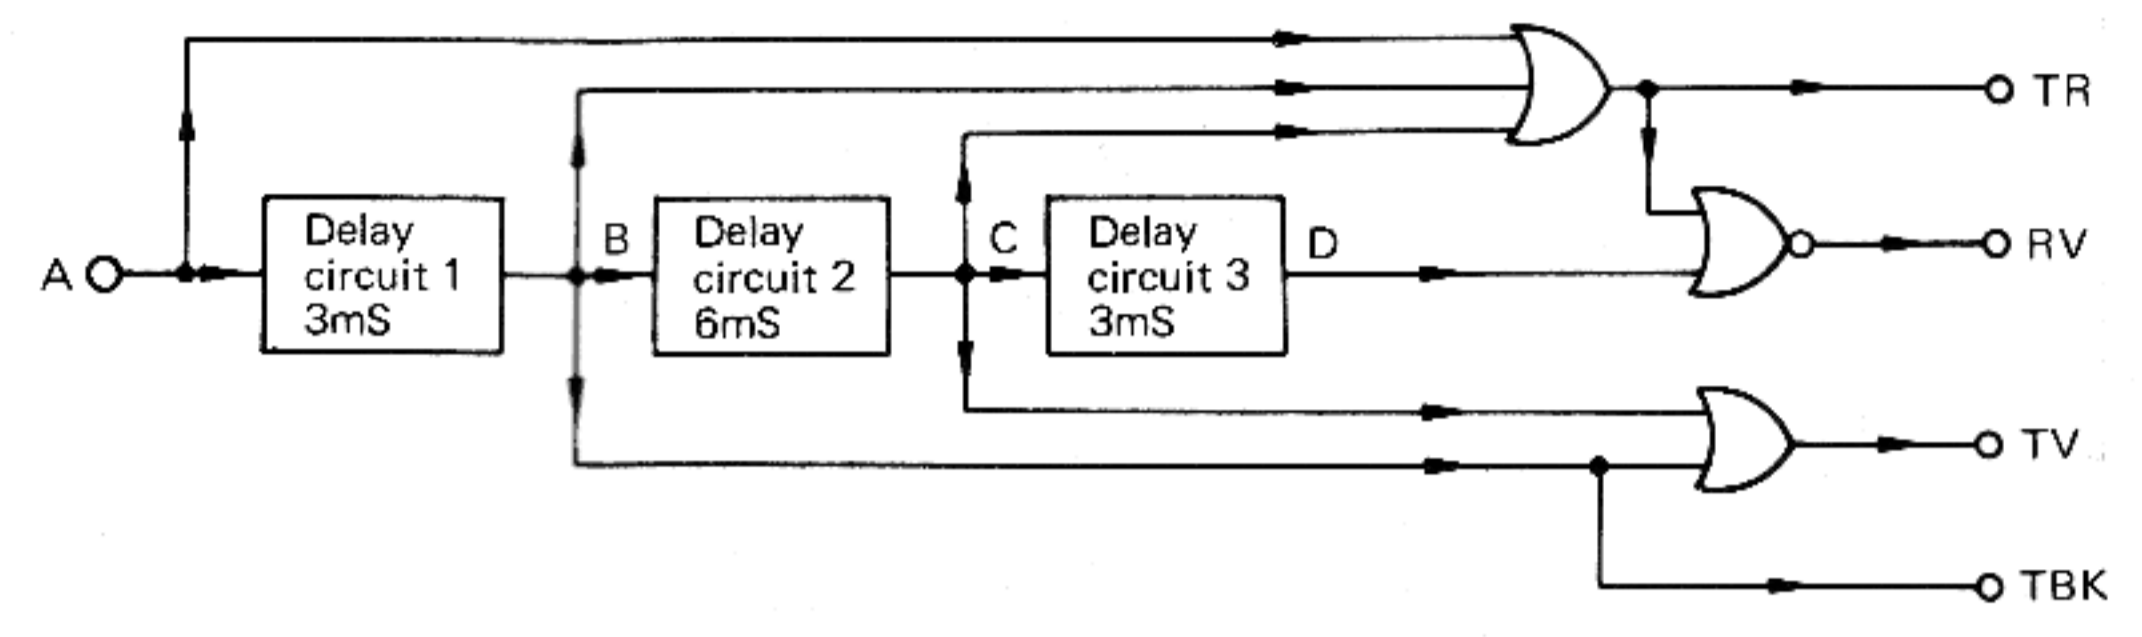 TR
A
Delay
circuit 1
3mS
B
Delay
circuit 2
6mS
C
Delay
circuit 3
3mS
D
RV
TV
TBK